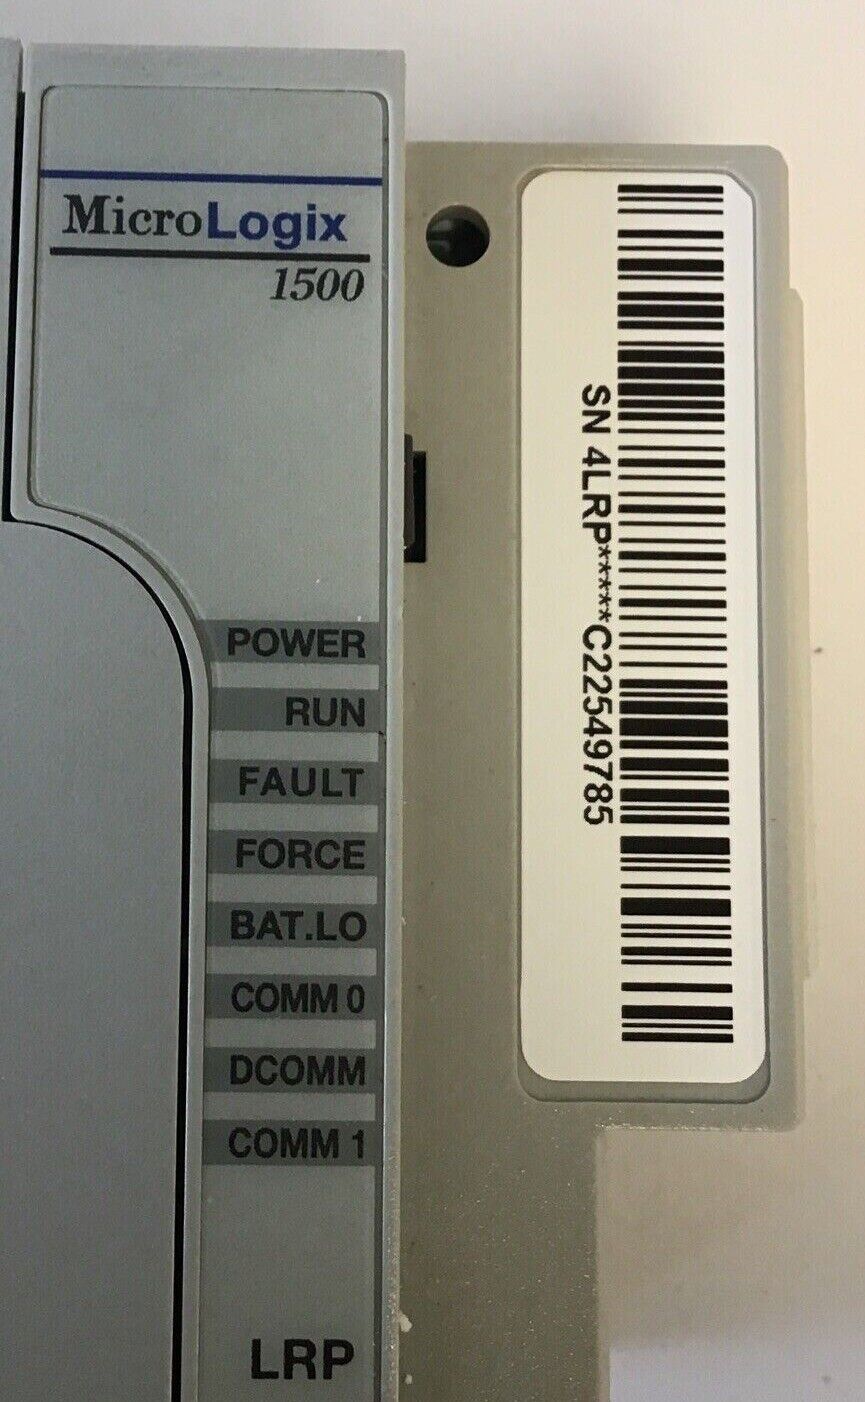 MicroLogix
1500
POWER
RUN
FAULT
FORCE
BAT.LO
COMM 0
DCOMM
COMM 1
LRP
SN 4LRP*****C22549785